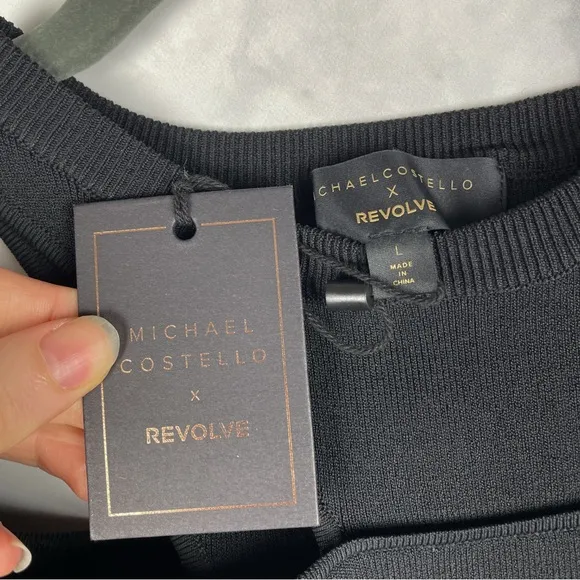 MICHAEL
COSTELLO
X
REVOLVE
CHAELCOSTELLO
X
REVOLVE
L
MADE
IN
CHINA